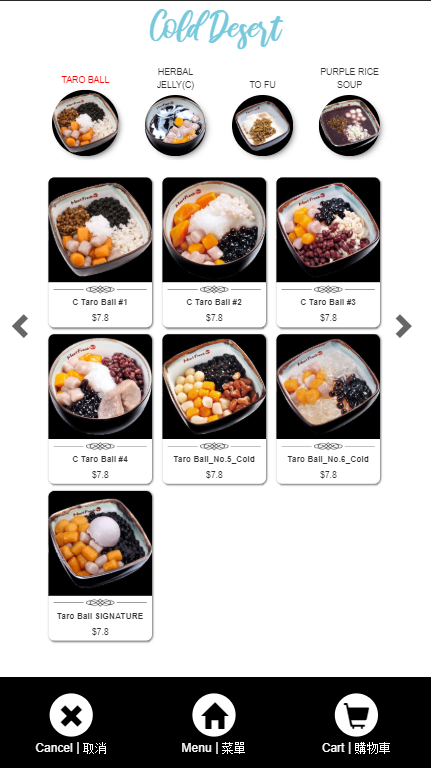 Cold Desert
TARO BALL
HERBAL
JELLY(C)
TO FU
PURPLE RICE
SOUP
C Taro Ball #1
$7.8
C Taro Ball #2
$7.8
C Taro Ball #3
$7.8
C Taro Ball #4
$7.8
Taro Ball_No.5_Cold
$7.8
Taro Ball_No.6_Cold
$7.8
Taro Ball SIGNATURE
$7.8
Cancel | 取消
Menu | 菜單
Cart | 購物車